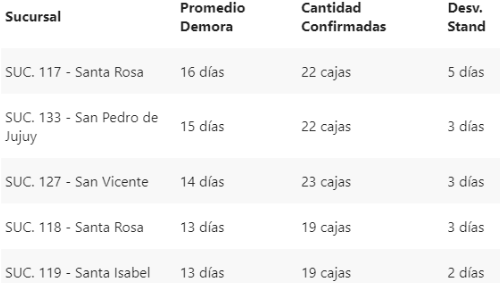 Sucursal Promedio Demora Cantidad Confirmadas Desv. Stand
SUC. 117 - Santa Rosa 16 días 22 cajas 5 días
SUC. 133 - San Pedro de Jujuy 15 días 22 cajas 3 días
SUC. 127 - San Vicente 14 días 23 cajas 3 días
SUC. 118 - Santa Rosa 13 días 19 cajas 3 días
SUC. 119 - Santa Isabel 13 días 19 cajas 2 días